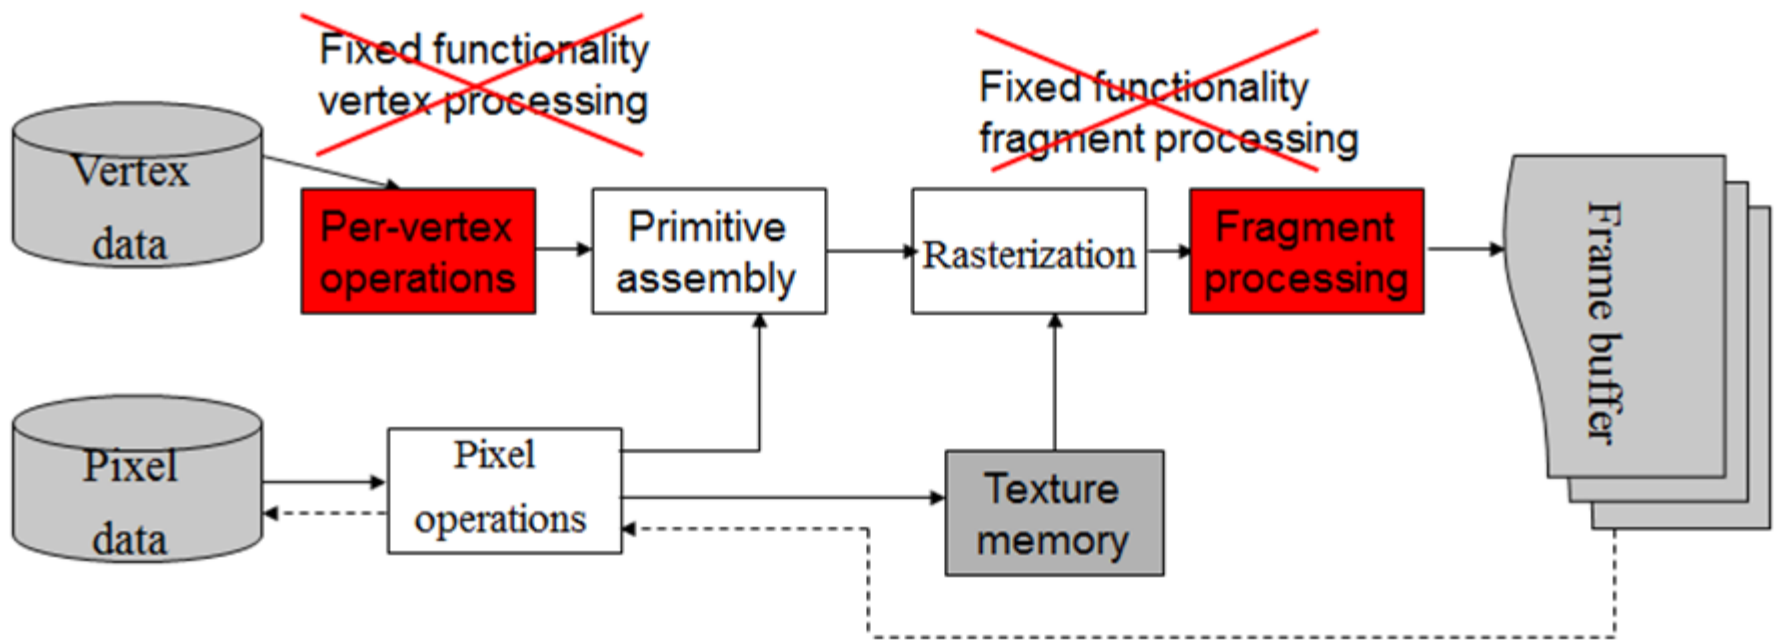 Fixed functionality
vertex processing
Fixed functionality
fragment processing
Vertex
data
Per-vertex
operations
Primitive
assembly
Rasterization
Fragment
processing
Frame buffer
Pixel
data
Pixel
operations
Texture
memory